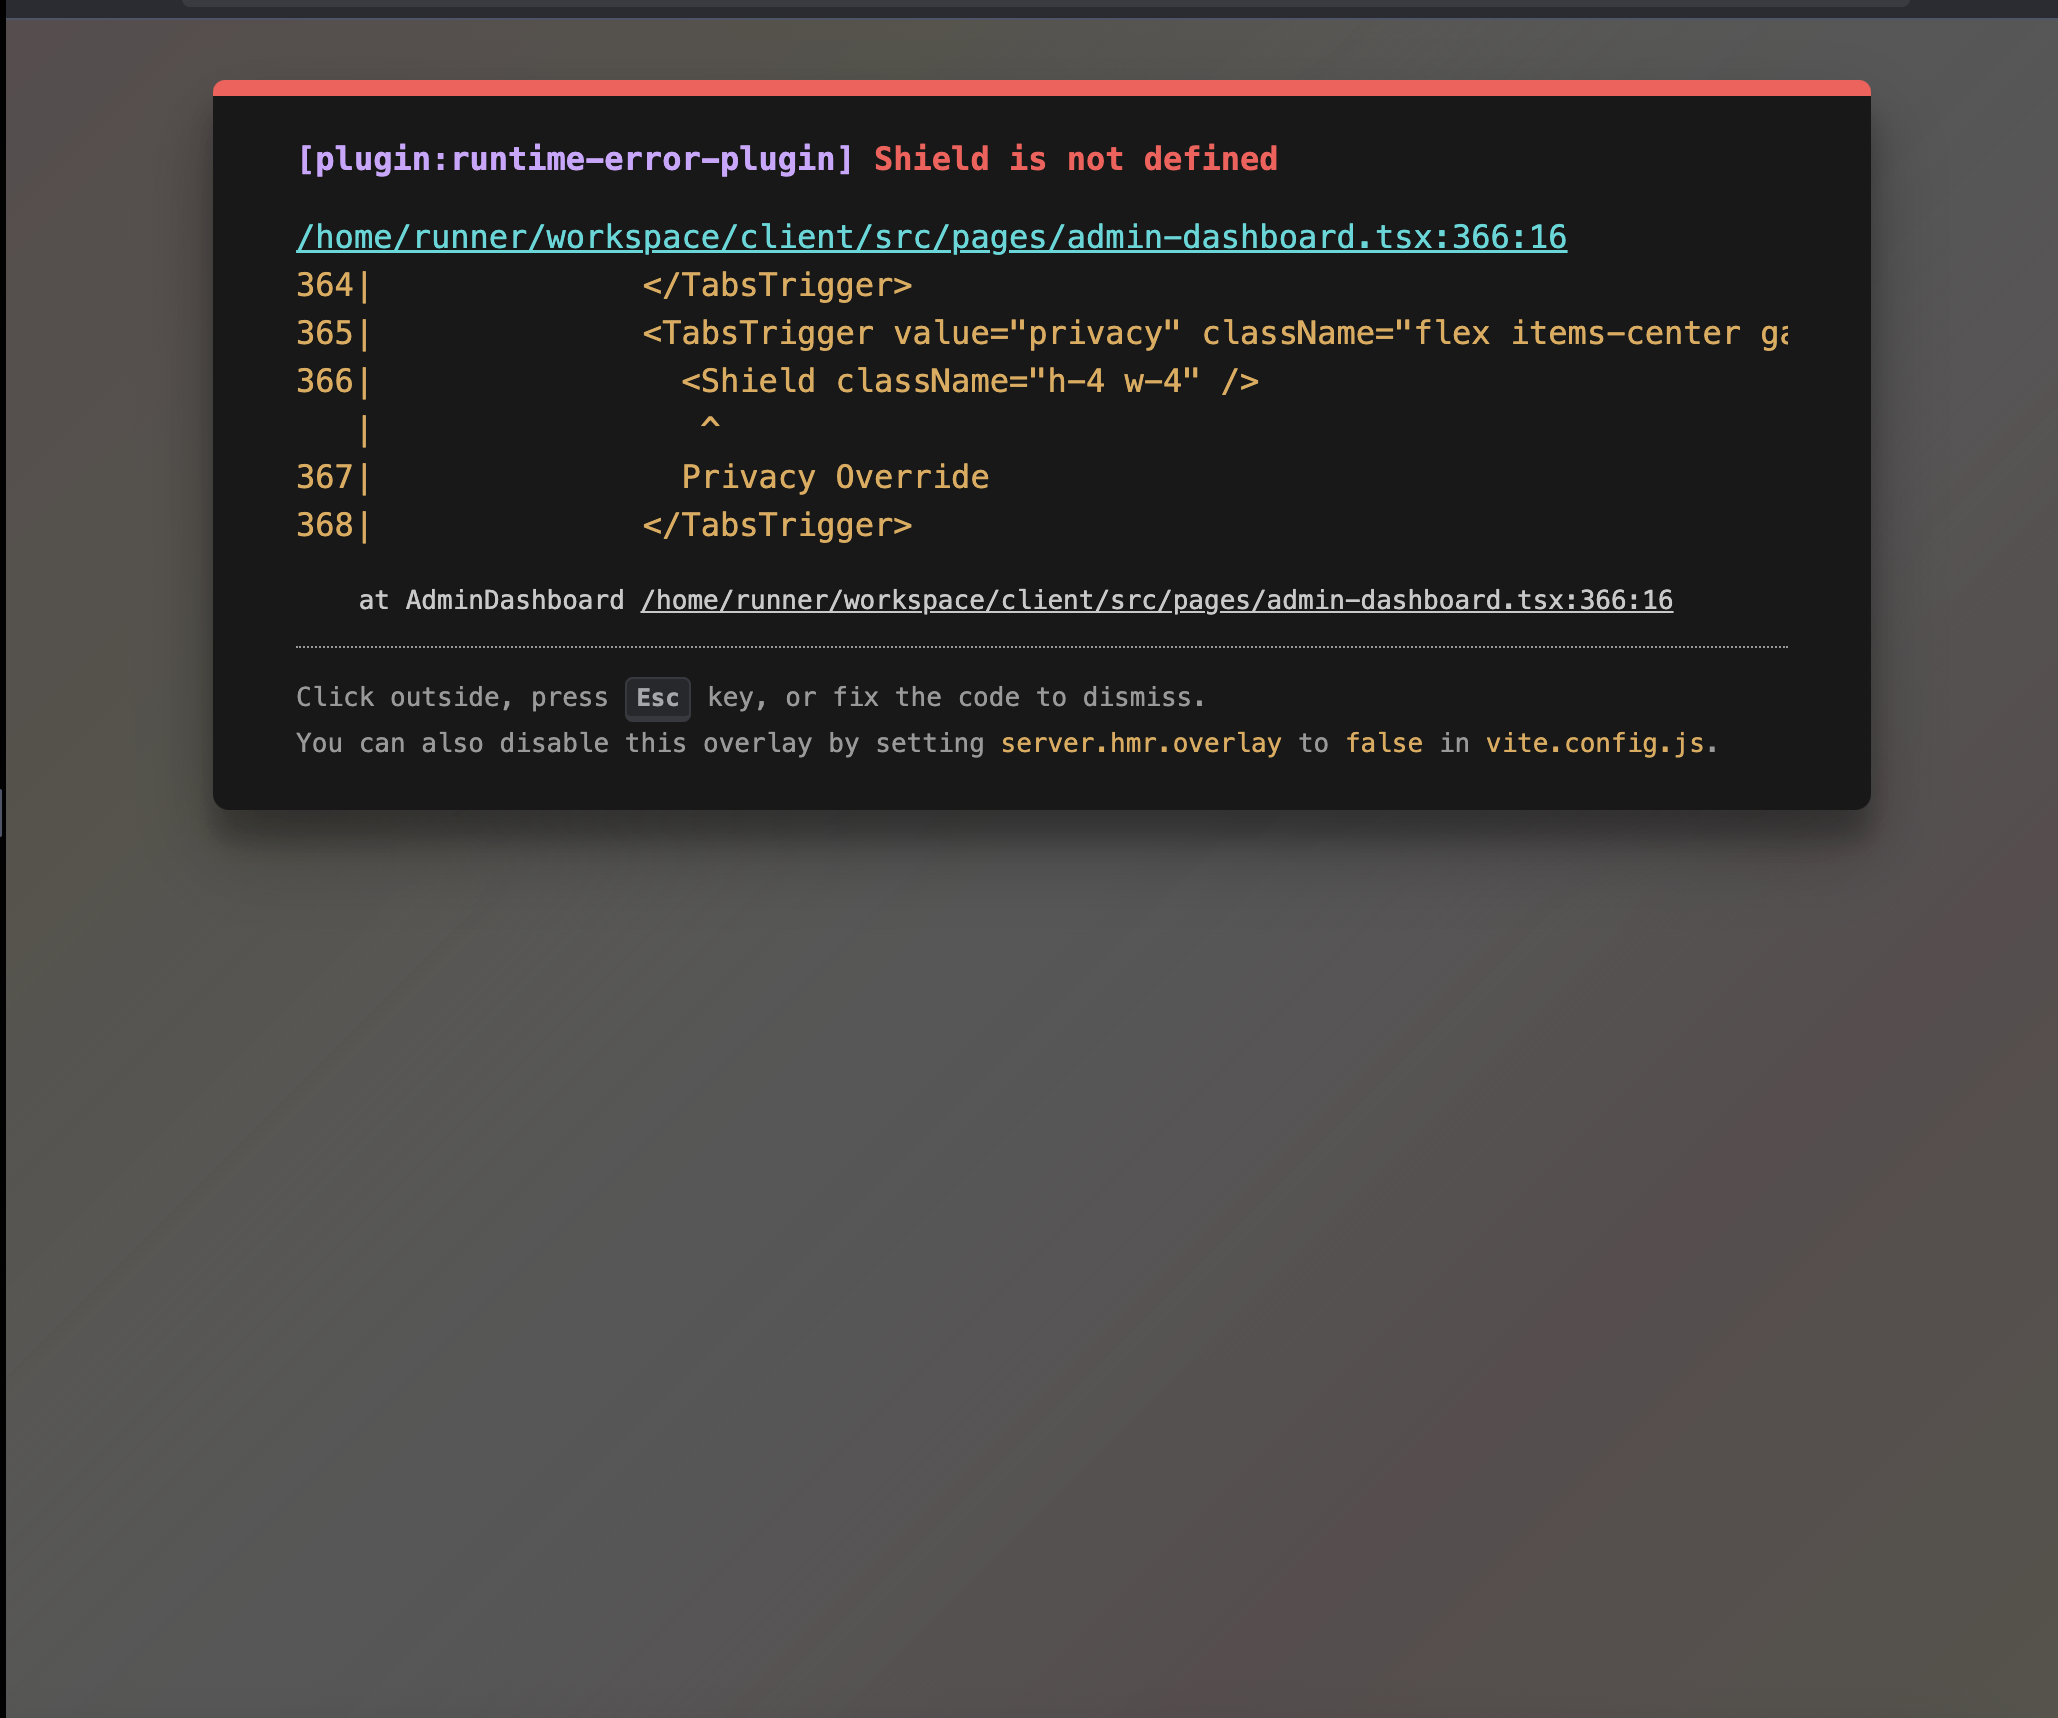 [plugin:runtime-error-plugin] Shield is not defined
/home/runner/workspace/client/src/pages/admin-dashboard.tsx:366:16
364|              </TabsTrigger>
365|              <TabsTrigger value="privacy" className="flex items-center ga
366|                <Shield className="h-4 w-4" />
   |                 ^
367|                Privacy Override
368|              </TabsTrigger>
at AdminDashboard /home/runner/workspace/client/src/pages/admin-dashboard.tsx:366:16
Click outside, press Esc key, or fix the code to dismiss.
You can also disable this overlay by setting server.hmr.overlay to false in vite.config.js.